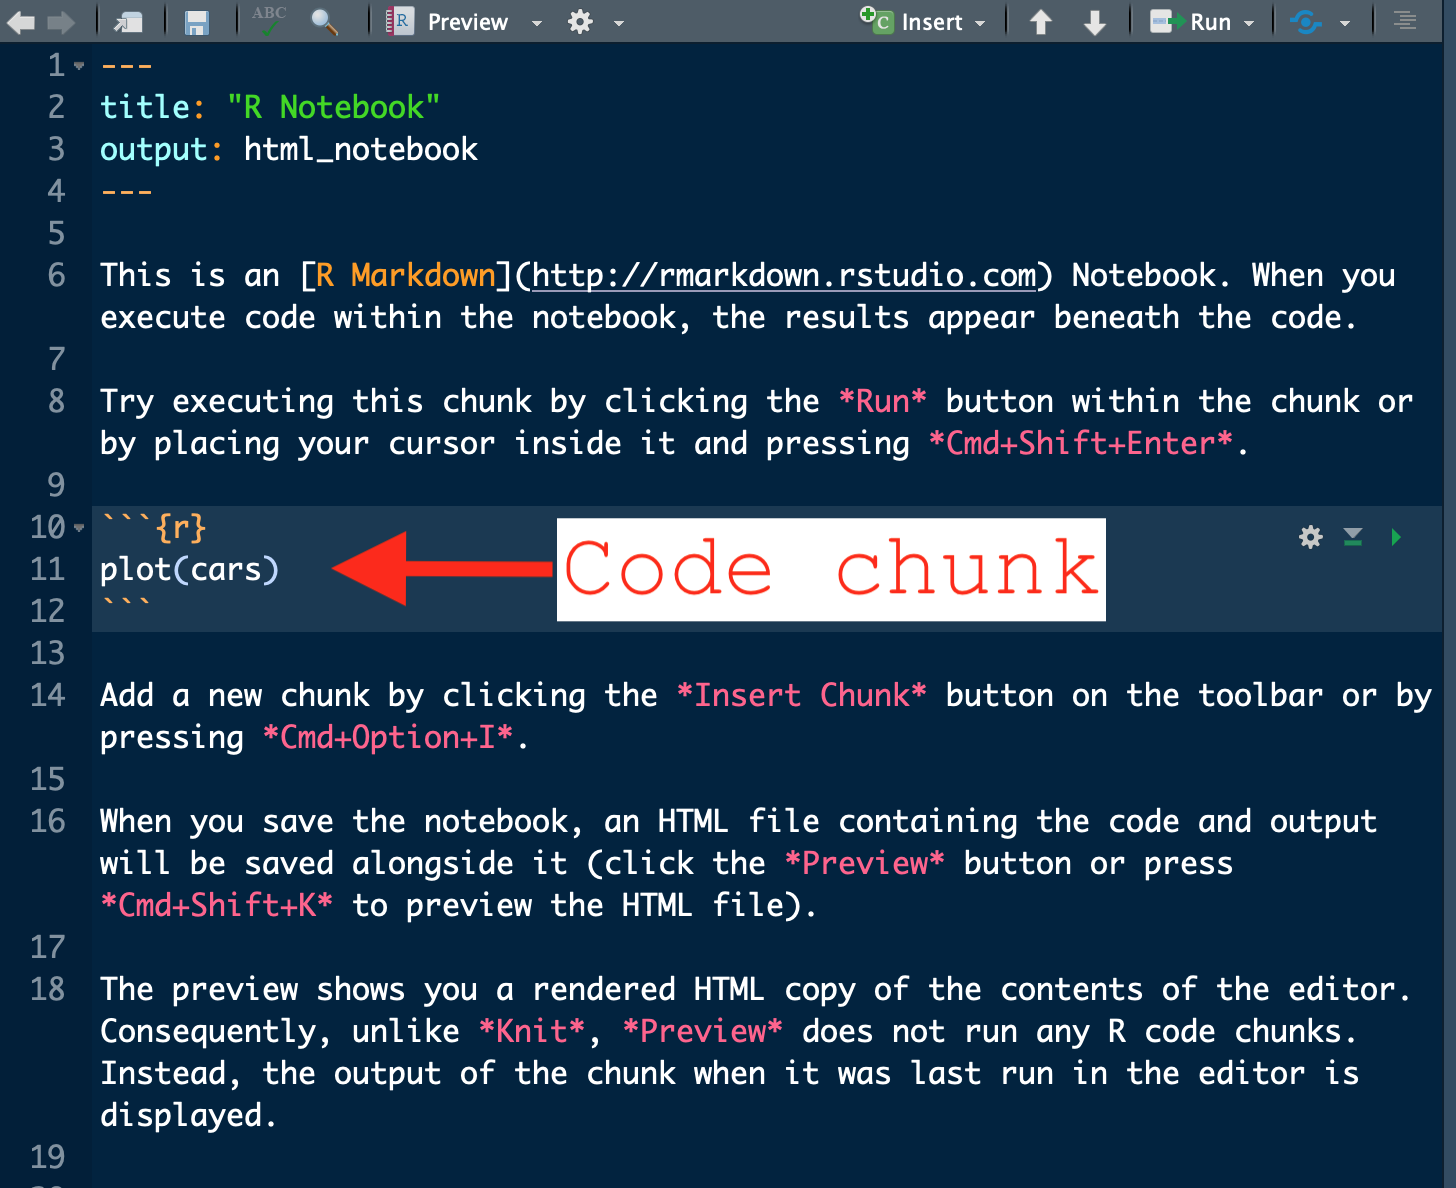 ABC Preview Insert Run
1 ---
2 title: "R Notebook"
3 output: html_notebook
4 ---
5
6 This is an [R Markdown](http://rmarkdown.rstudio.com) Notebook. When you
execute code within the notebook, the results appear beneath the code.
7
8 Try executing this chunk by clicking the *Run* button within the chunk or
by placing your cursor inside it and pressing *Cmd+Shift+Enter*.
9
10 ```{r}
11 plot(cars) Code chunk
12 ```
13
14 Add a new chunk by clicking the *Insert Chunk* button on the toolbar or by
pressing *Cmd+Option+I*.
15
16 When you save the notebook, an HTML file containing the code and output
will be saved alongside it (click the *Preview* button or press
*Cmd+Shift+K* to preview the HTML file).
17
18 The preview shows you a rendered HTML copy of the contents of the editor.
Consequently, unlike *Knit*, *Preview* does not run any R code chunks.
Instead, the output of the chunk when it was last run in the editor is
displayed.
19